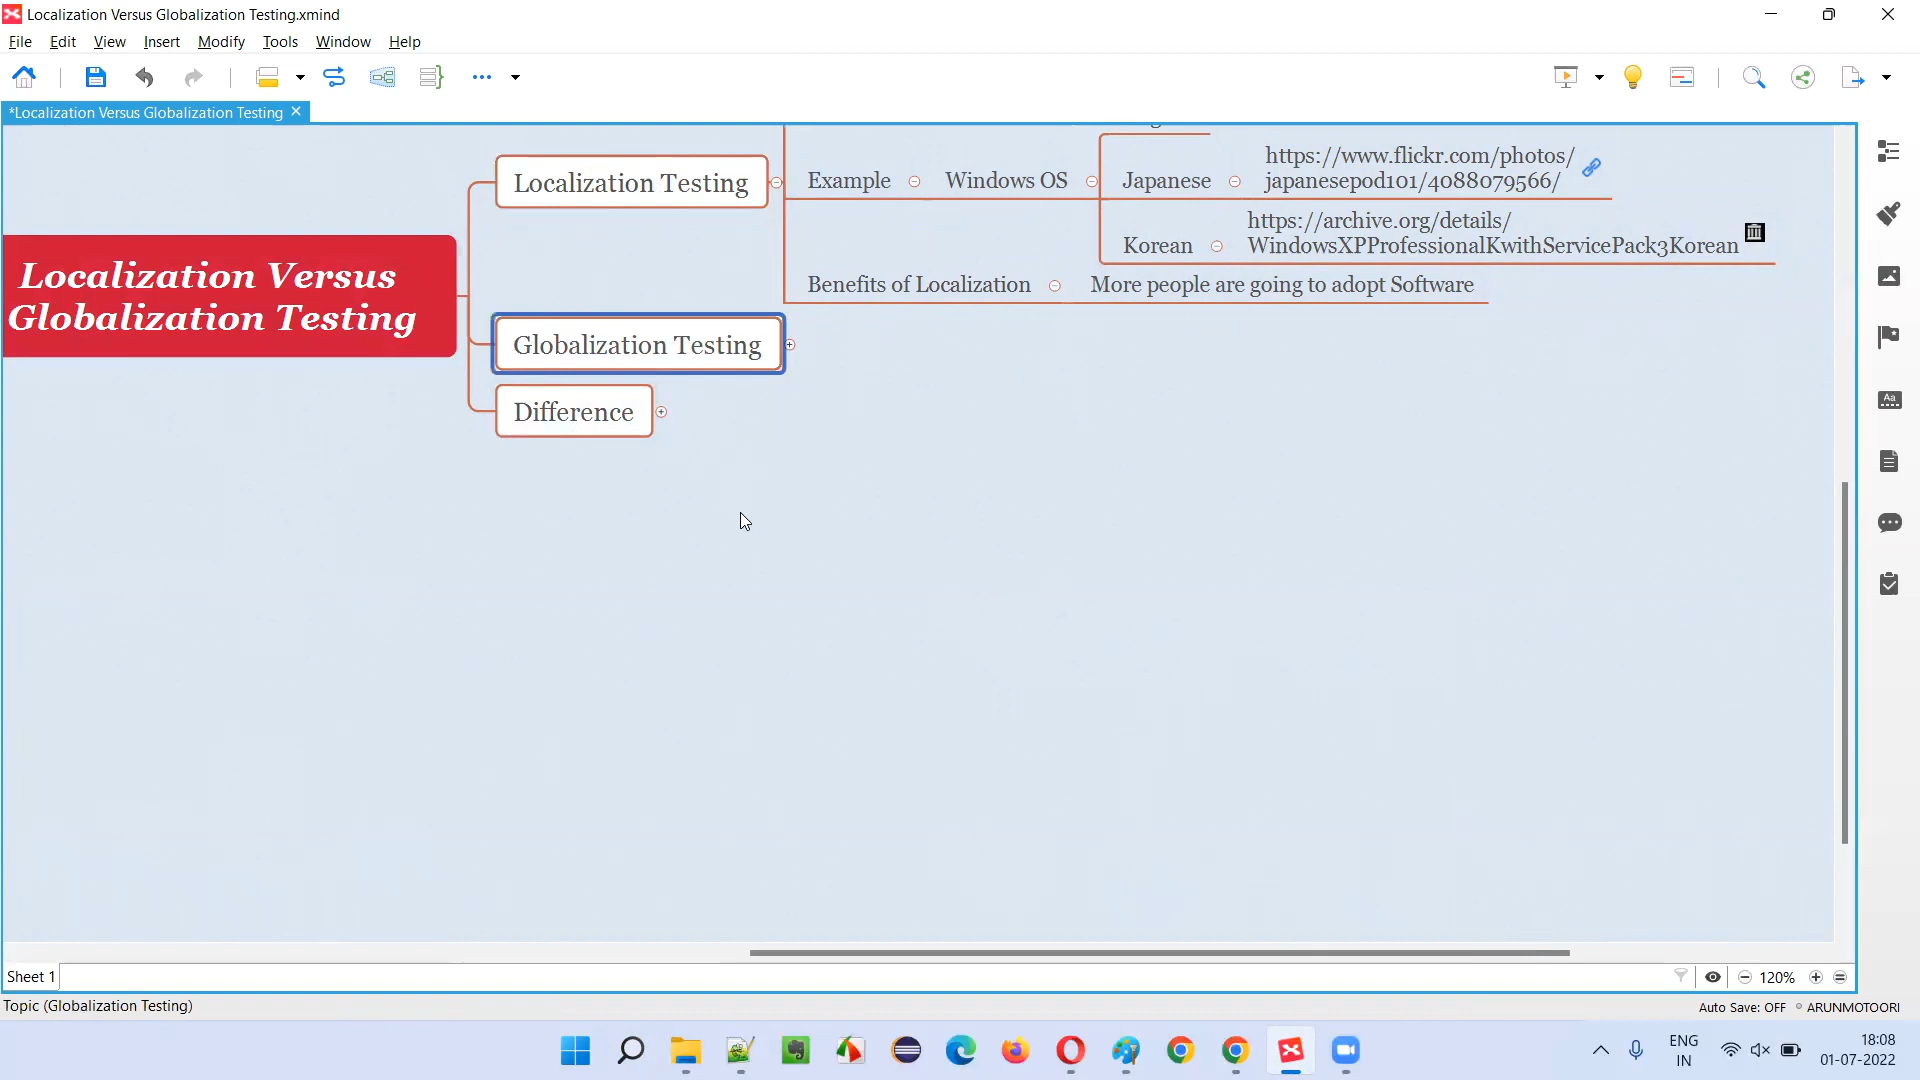 Localization Versus Globalization Testing.xmind
File Edit View Insert Modify Tools Window Help
*Localization Versus Globalization Testing
Localization Testing
Example
Windows OS
Japanese
https://www.flickr.com/photos/
japanesepod101/4088079566/
Korean
https://archive.org/details/
WindowsXPProfessionalKwithServicePack3Korean
Benefits of Localization
More people are going to adopt Software
Localization Versus
Globalization Testing
Globalization Testing
Difference
Aa
Sheet 1
120%
Topic (Globalization Testing)
Auto Save: OFF
ARUNMOTOORI
ENG
IN
18:08
01-07-2022